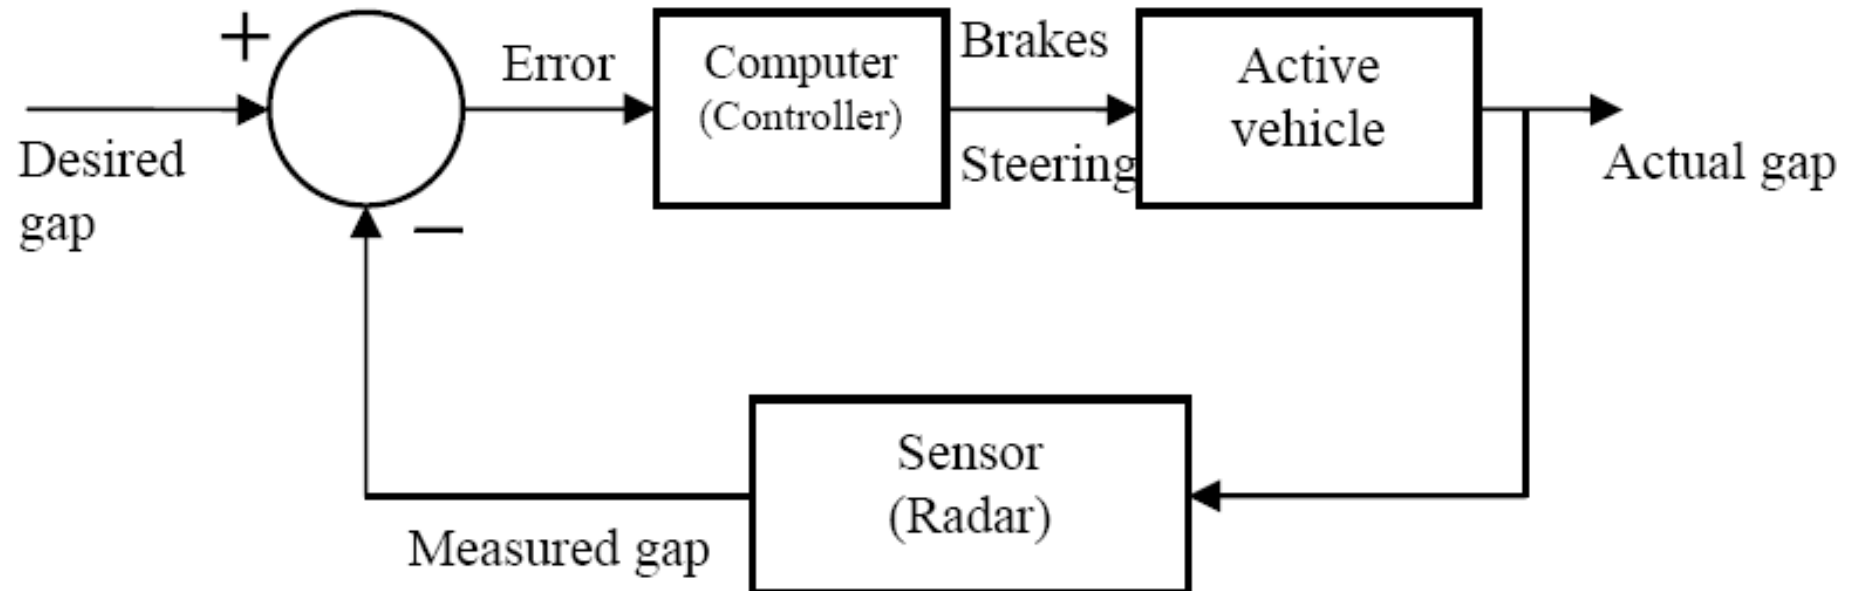 +
Desired
gap
−
Error
Computer
(Controller)
Brakes
Steering
Active
vehicle
Actual gap
Sensor
(Radar)
Measured gap